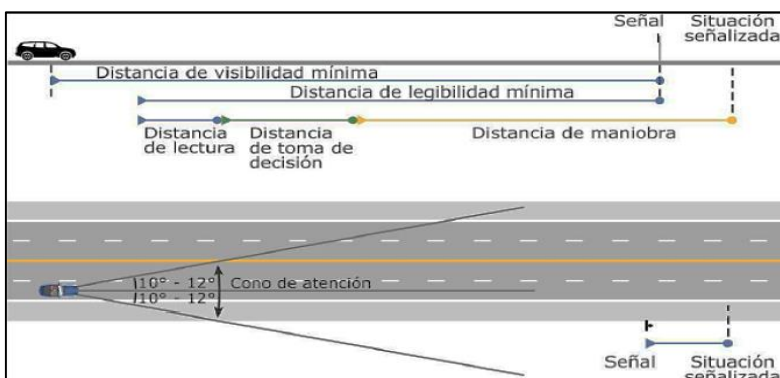 Señal
Situación
señalizada
Distancia de visibilidad mínima
Distancia de legibilidad mínima
Distancia
de lectura
Distancia
de toma de
decisión
Distancia de maniobra
10° - 12°
Cono de atención
10° - 12°
Señal
Situación
señalizada